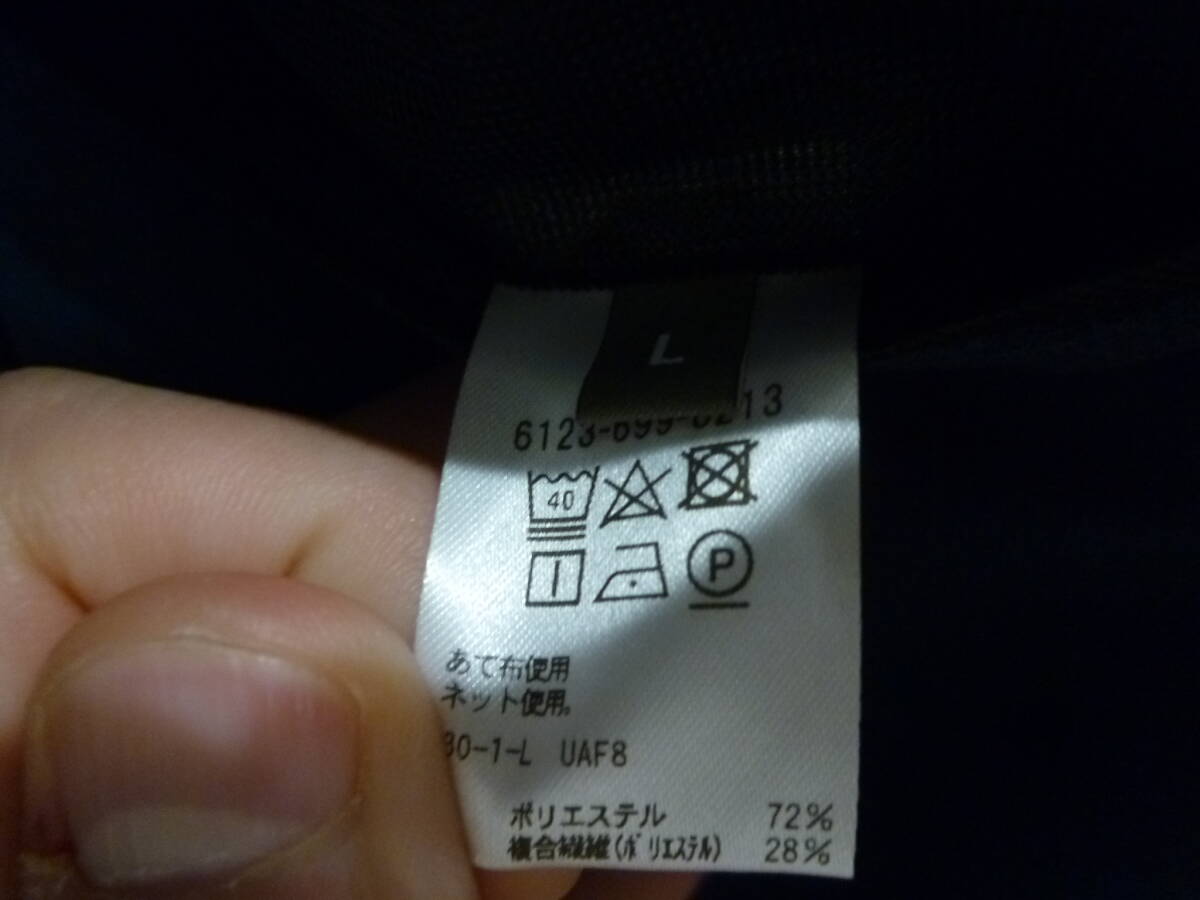 L
6123-699-0213
40
P
あて布使用
ネット使用。
30-1-L UAF8
ポリエステル 72%
複合繊維(ポリエステル) 28%